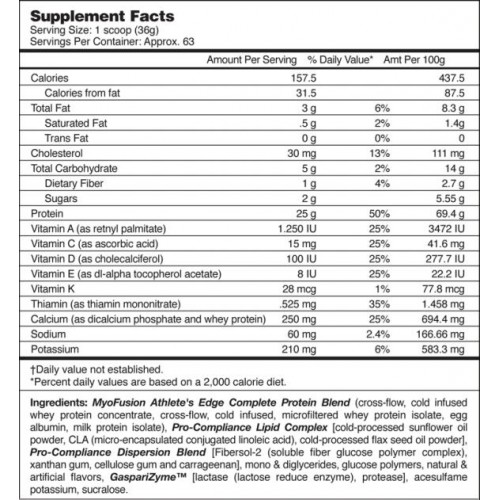 Supplement Facts
Serving Size: 1 scoop (36g)
Servings Per Container: Approx. 63
Amount Per Serving % Daily Value* Amt Per 100g
Calories 157.5 437.5
Calories from fat 31.5 87.5
Total Fat 3 g 6% 8.3 g
Saturated Fat .5 g 2% 1.4g
Trans Fat 0 g 0% 0
Cholesterol 30 mg 13% 111 mg
Total Carbohydrate 5 g 2% 14 g
Dietary Fiber 1 g 4% 2.7 g
Sugars 2 g 5.55 g
Protein 25 g 50% 69.4 g
Vitamin A (as retnyl palmitate) 1.250 IU 25% 3472 IU
Vitamin C (as ascorbic acid) 15 mg 25% 41.6 mg
Vitamin D (as cholecalciferol) 100 IU 25% 277.7 IU
Vitamin E (as dl-alpha tocopherol acetate) 8 IU 25% 22.2 IU
Vitamin K 28 mcg 1% 77.8 mcg
Thiamin (as thiamin mononitrate) .525 mg 35% 1.458 mg
Calcium (as dicalcium phosphate and whey protein) 250 mg 25% 694.4 mg
Sodium 60 mg 2.4% 166.66 mg
Potassium 210 mg 6% 583.3 mg
†Daily value not established.
*Percent daily values are based on a 2,000 calorie diet.
Ingredients: MyoFusion Athlete's Edge Complete Protein Blend (cross-flow, cold infused
whey protein concentrate, cross-flow, cold infused, microfiltered whey protein isolate, egg
albumin, milk protein isolate), Pro-Compliance Lipid Complex [cold-processed sunflower oil
powder, CLA (micro-encapsulated conjugated linoleic acid), cold-processed flax seed oil powder],
Pro-Compliance Dispersion Blend [Fibersol-2 (soluble fiber glucose polymer complex),
xanthan gum, cellulose gum and carrageenan], mono & diglycerides, glucose polymers, natural &
artificial flavors, GaspariZyme™ [lactase (lactose reduce enzyme), protease], acesulfame
potassium, sucralose.